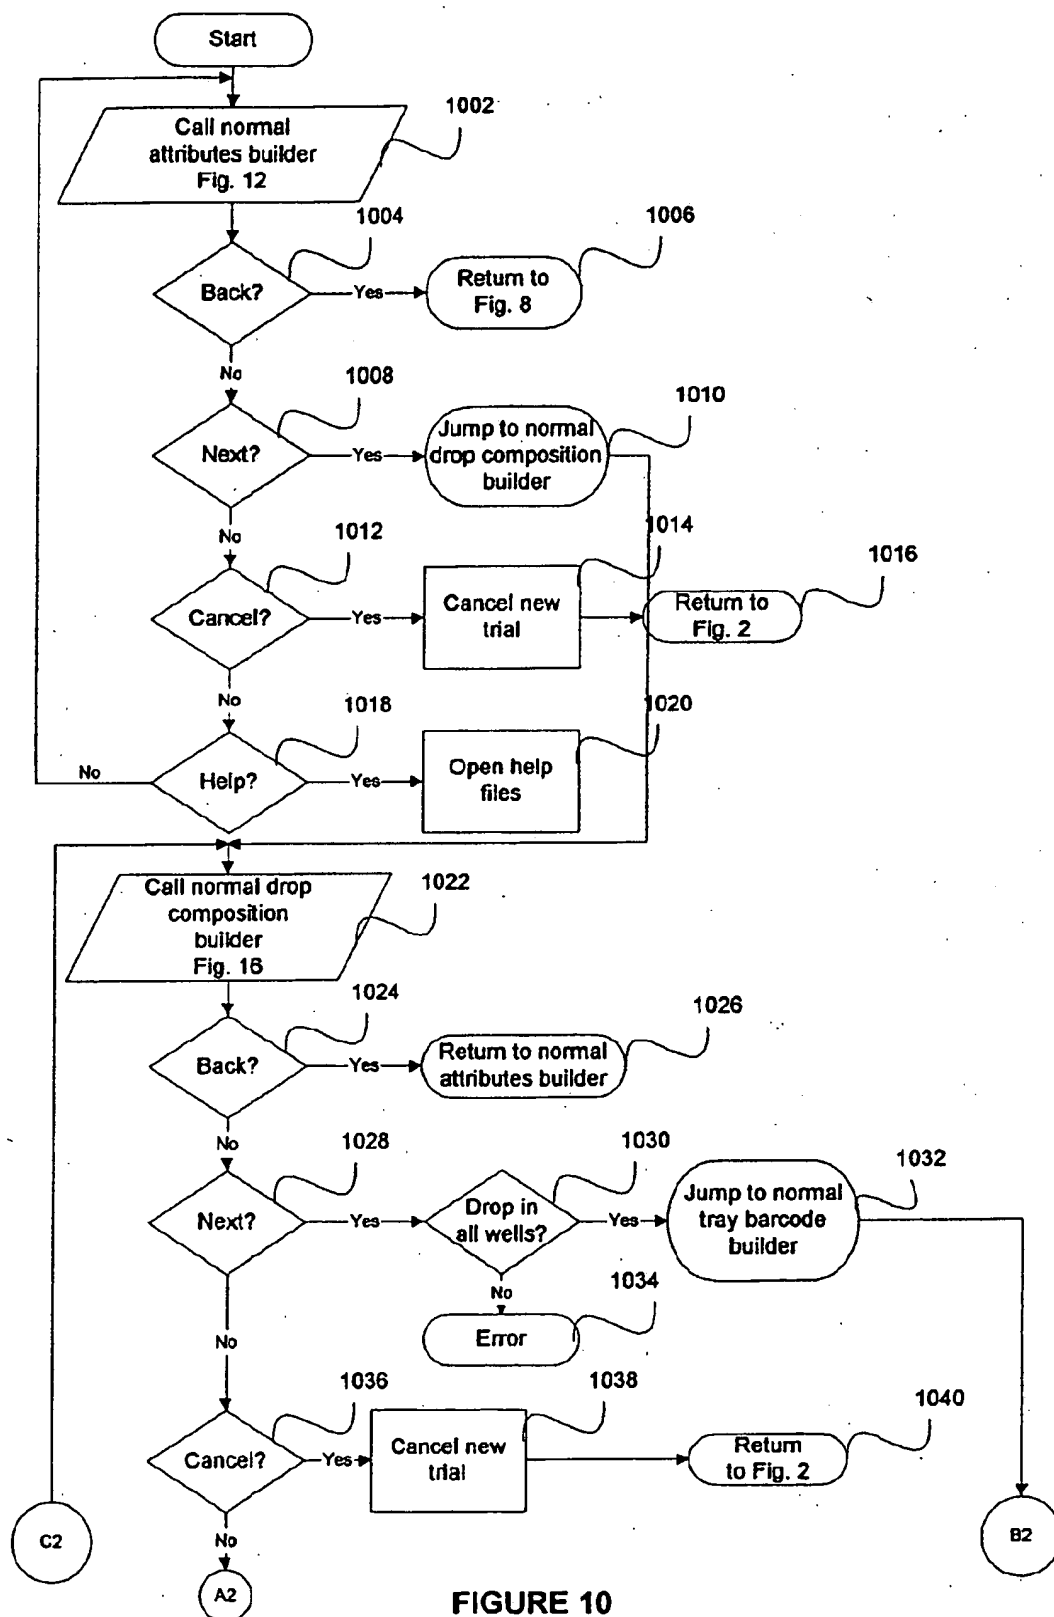 Start
1002
Call normal
attributes builder
Fig. 12
1004
1006
Back?
Yes
Return to
Fig. 8
No
1008
1010
Next?
Yes
Jump to normal
drop composition
builder
No
1012
1014
1016
Cancel?
Yes
Cancel new
trial
Return to
Fig. 2
No
1018
1020
No
Help?
Yes
Open help
files
Call normal drop
composition
builder
Fig. 16
1022
1024
1026
Back?
Yes
Return to normal
attributes builder
No
1028
1030
1032
Next?
Yes
Drop in
all wells?
Yes
Jump to normal
tray barcode
builder
No
1034
Error
No
1036
1038
1040
Cancel?
Yes
Cancel new
trial
Return
to Fig. 2
C2
No
A2
B2
FIGURE 10